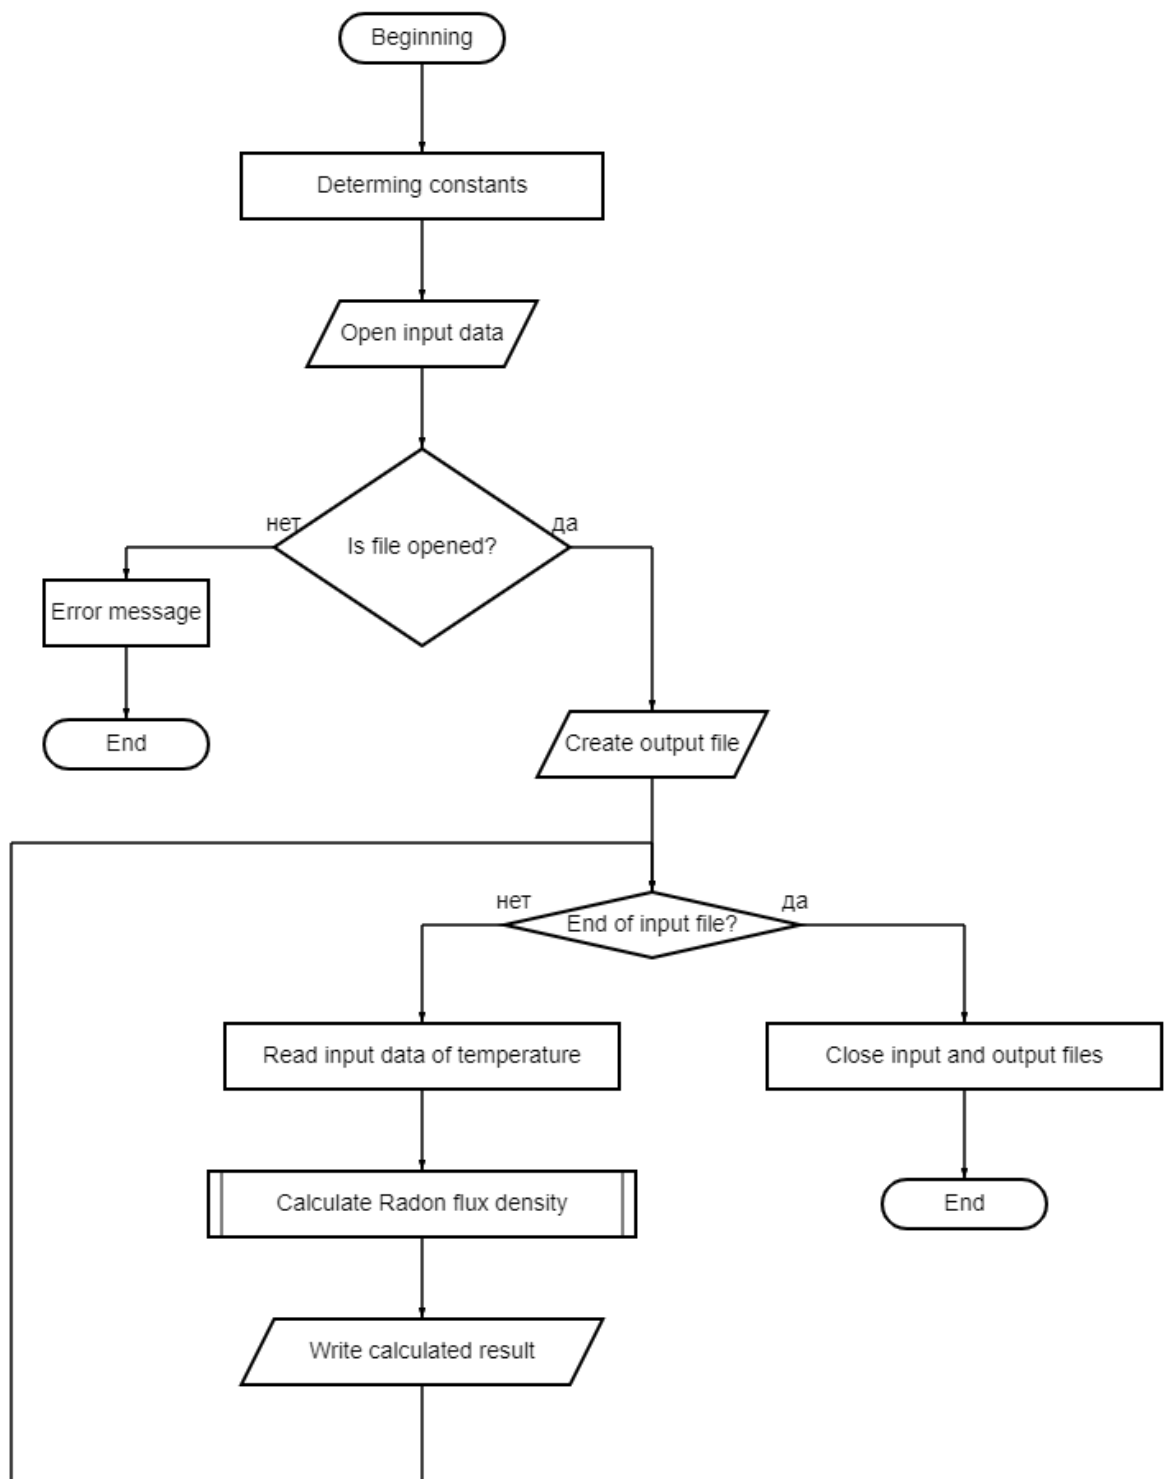 Beginning
Determing constants
Open input data
нет
да
Is file opened?
Error message
End
Create output file
нет
да
End of input file?
Read input data of temperature
Close input and output files
Calculate Radon flux density
End
Write calculated result